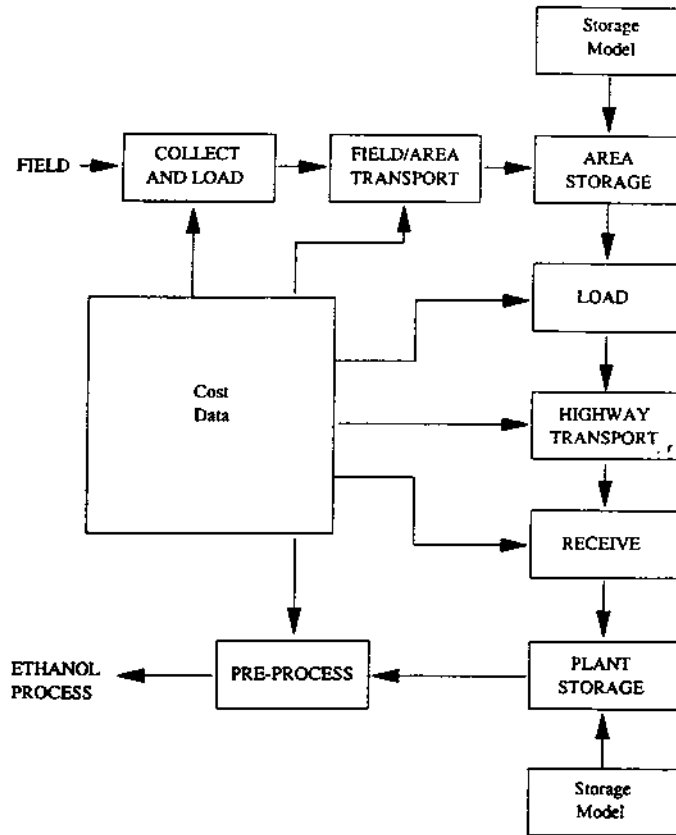 Storage
Model
FIELD
COLLECT
AND LOAD
FIELD/AREA
TRANSPORT
AREA
STORAGE
LOAD
Cost
Data
HIGHWAY
TRANSPORT
RECEIVE
ETHANOL
PROCESS
PRE-PROCESS
PLANT
STORAGE
Storage
Model